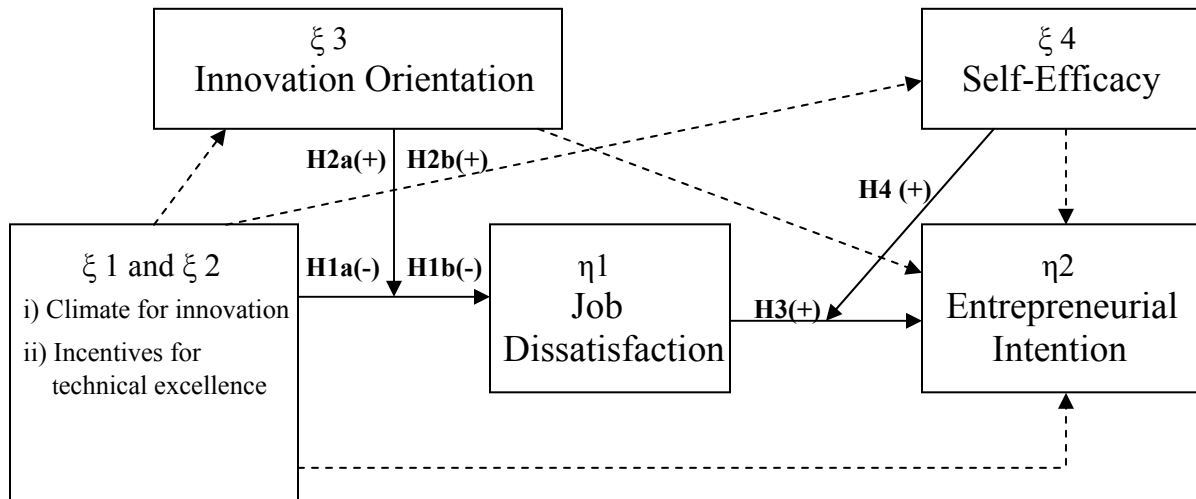 ξ 3
Innovation Orientation
ξ 4
Self-Efficacy
H2a(+) H2b(+)
H4 (+)
ξ 1 and ξ 2
i) Climate for innovation
ii) Incentives for
technical excellence
H1a(-) H1b(-)
η1
Job
Dissatisfaction
H3(+)
η2
Entrepreneurial
Intention